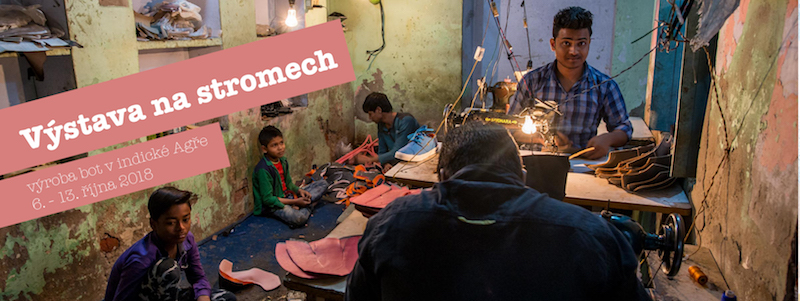 Výstava na stromech
výroba bot v indické Agře
6. - 13. října 2018